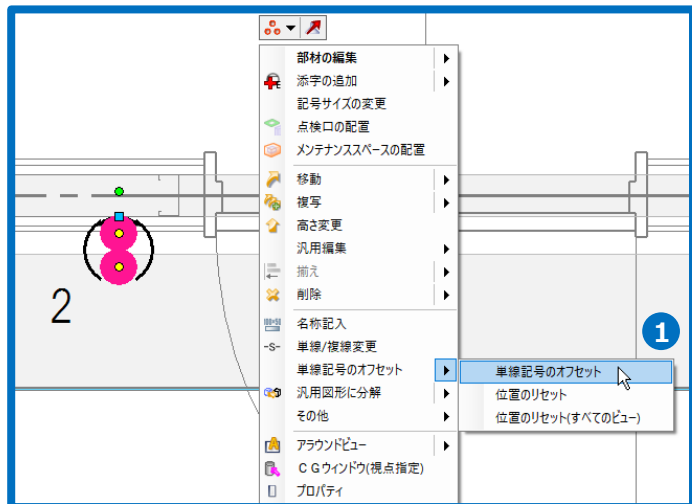 部材の編集
添字の追加
記号サイズの変更
点検口の配置
メンテナンススペースの配置
移動
複写
高さ変更
汎用編集
揃え
削除
名称記入
-S- 単線/複線変更
単線記号のオフセット
汎用図形に分解
その他
アラウンドビュー
CGウィンドウ(視点指定)
プロパティ
1
単線記号のオフセット
位置のリセット
位置のリセット(すべてのビュー)
2